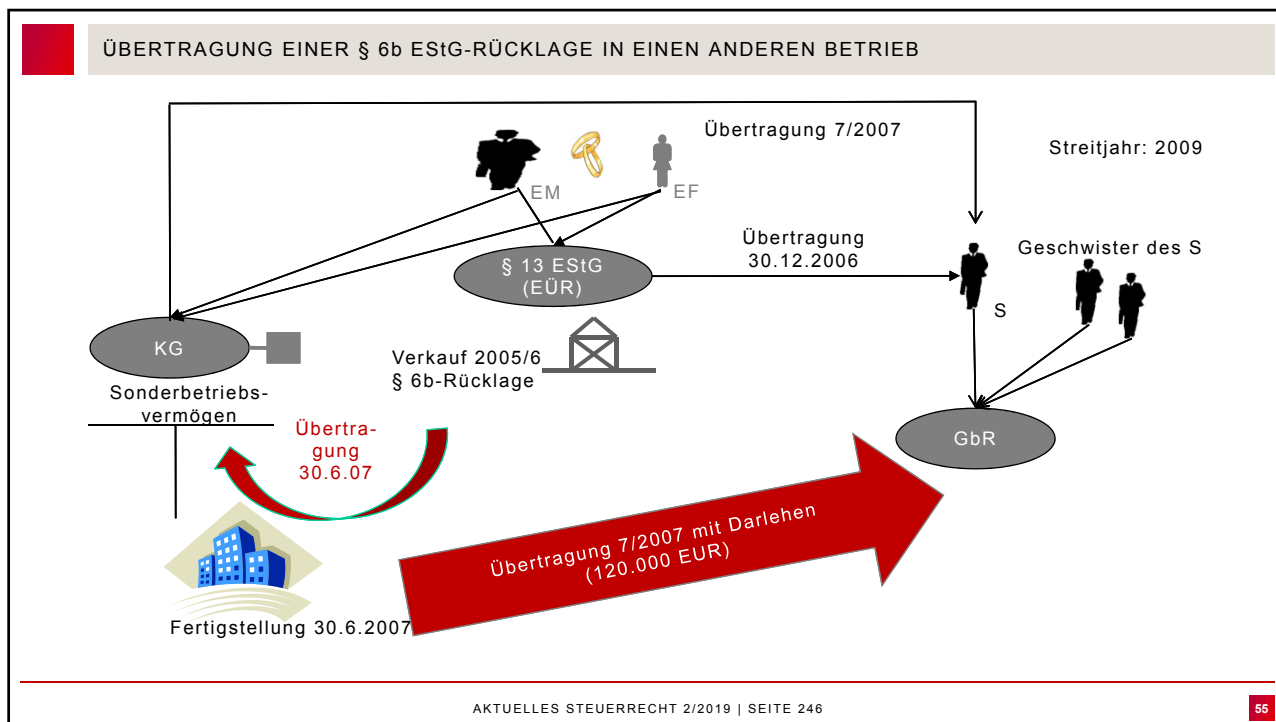 ÜBERTRAGUNG EINER § 6b EStG-RÜCKLAGE IN EINEN ANDEREN BETRIEB
Übertragung 7/2007
Streitjahr: 2009
EM
EF
§ 13 EStG
(EÜR)
Übertragung
30.12.2006
Geschwister des S
S
KG
Verkauf 2005/6
§ 6b-Rücklage
Sonderbetriebs-
vermögen
Übertra-
gung
30.6.07
GbR
Übertragung 7/2007 mit Darlehen
(120.000 EUR)
Fertigstellung 30.6.2007
AKTUELLES STEUERRECHT 2/2019 | SEITE 246
55